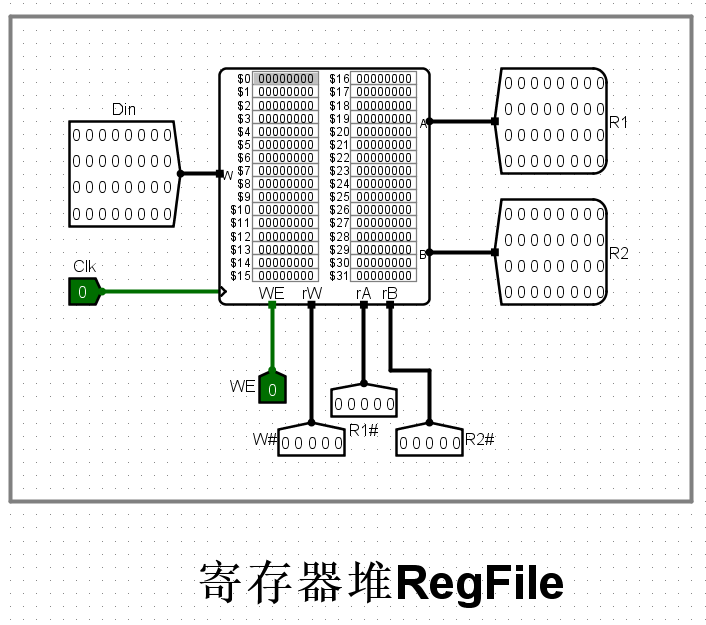 $0 00000000 $16 00000000
$1 00000000 $17 00000000
$2 00000000 $18 00000000
Din $3 00000000 $19 00000000 A
$4 00000000 $20 00000000
$5 00000000 $21 00000000
$6 00000000 $22 00000000
$7 00000000 $23 00000000
W $8 00000000 $24 00000000
$9 00000000 $25 00000000
$10 00000000 $26 00000000
$11 00000000 $27 00000000
$12 00000000 $28 00000000
$13 00000000 $29 00000000 B
$14 00000000 $30 00000000
$15 00000000 $31 00000000
0 0 0 0 0 0 0 0
0 0 0 0 0 0 0 0
0 0 0 0 0 0 0 0
0 0 0 0 0 0 0 0
0 0 0 0 0 0 0 0
0 0 0 0 0 0 0 0
0 0 0 0 0 0 0 0
0 0 0 0 0 0 0 0
R1
0 0 0 0 0 0 0 0
0 0 0 0 0 0 0 0
0 0 0 0 0 0 0 0
0 0 0 0 0 0 0 0
R2
Clk
0
WE rW rA rB
WE 0
0 0 0 0 0
R1#
W# 0 0 0 0 0
0 0 0 0 0 R2#
寄存器堆RegFile